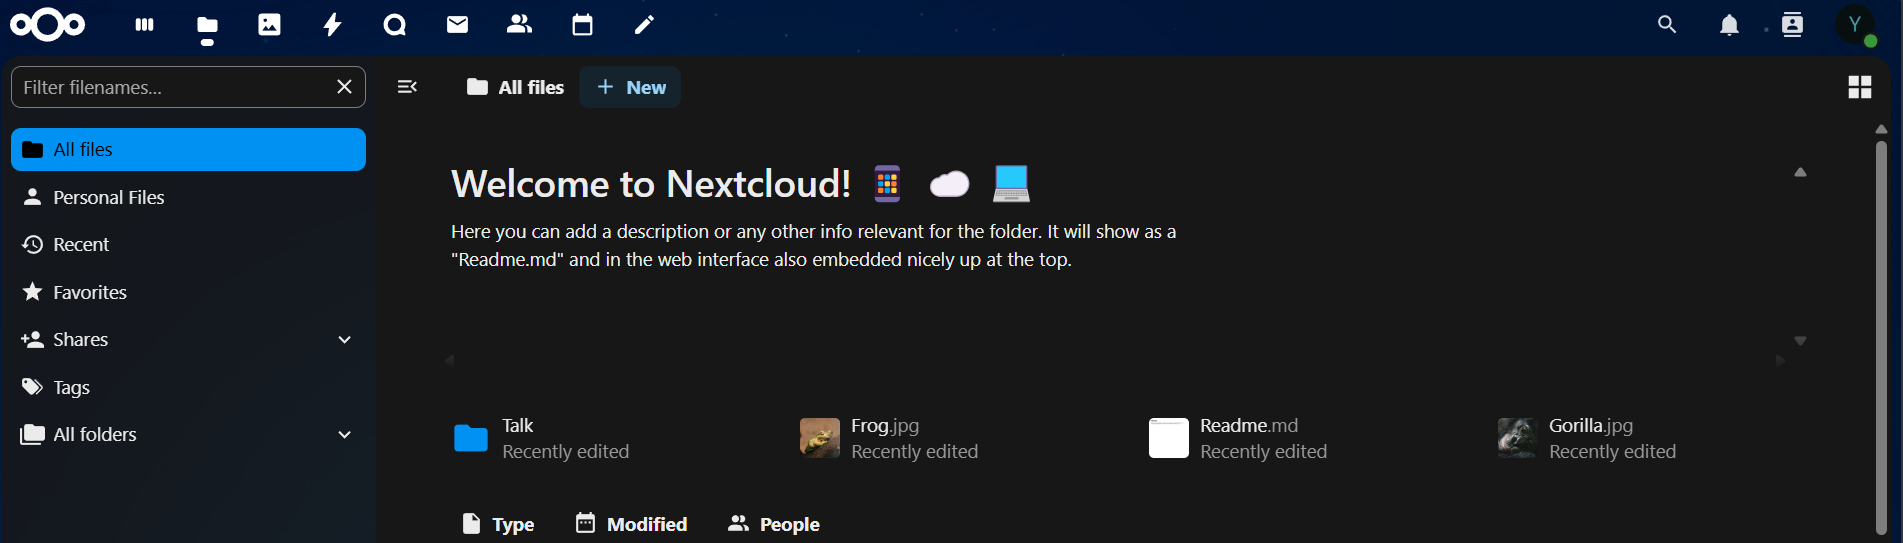 Y
Filter filenames...
All files
New
All files
Personal Files
Recent
Favorites
Shares
Tags
All folders
Welcome to Nextcloud!
Here you can add a description or any other info relevant for the folder. It will show as a
"Readme.md" and in the web interface also embedded nicely up at the top.
Talk
Recently edited
Frog.jpg
Recently edited
Readme.md
Recently edited
Gorilla.jpg
Recently edited
Type
Modified
People